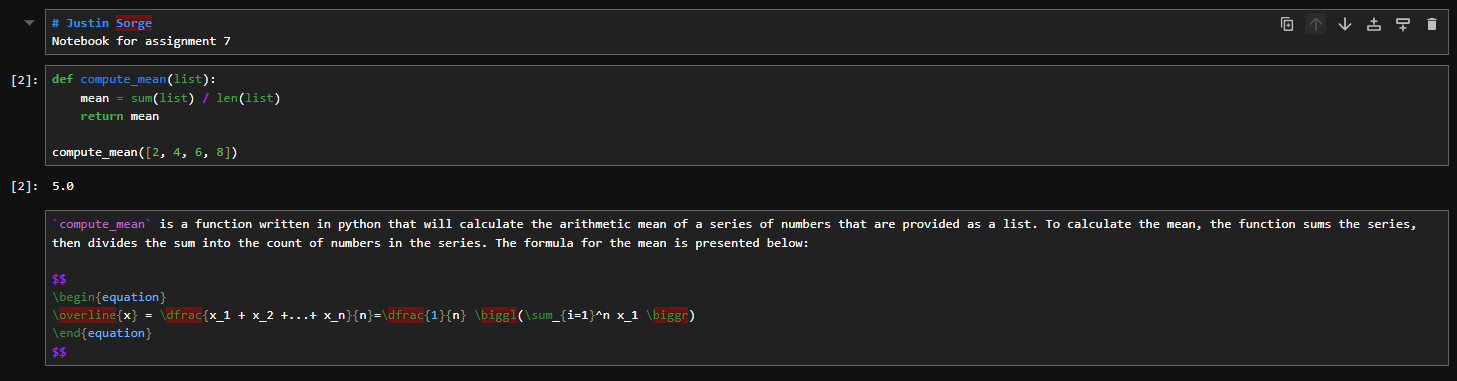 # Justin Sorge
Notebook for assignment 7
[2]:
def compute_mean(list):
    mean = sum(list) / len(list)
    return mean
compute_mean([2, 4, 6, 8])
[2]:
5.0
`compute_mean` is a function written in python that will calculate the arithmetic mean of a series of numbers that are provided as a list. To calculate the mean, the function sums the series,
then divides the sum into the count of numbers in the series. The formula for the mean is presented below:
$$
\begin{equation}
\overline{x} = \dfrac{x_1 + x_2 +...+ x_n}{n}=\dfrac{1}{n} \biggl(\sum_{i=1}^n x_1 \biggr)
\end{equation}
$$